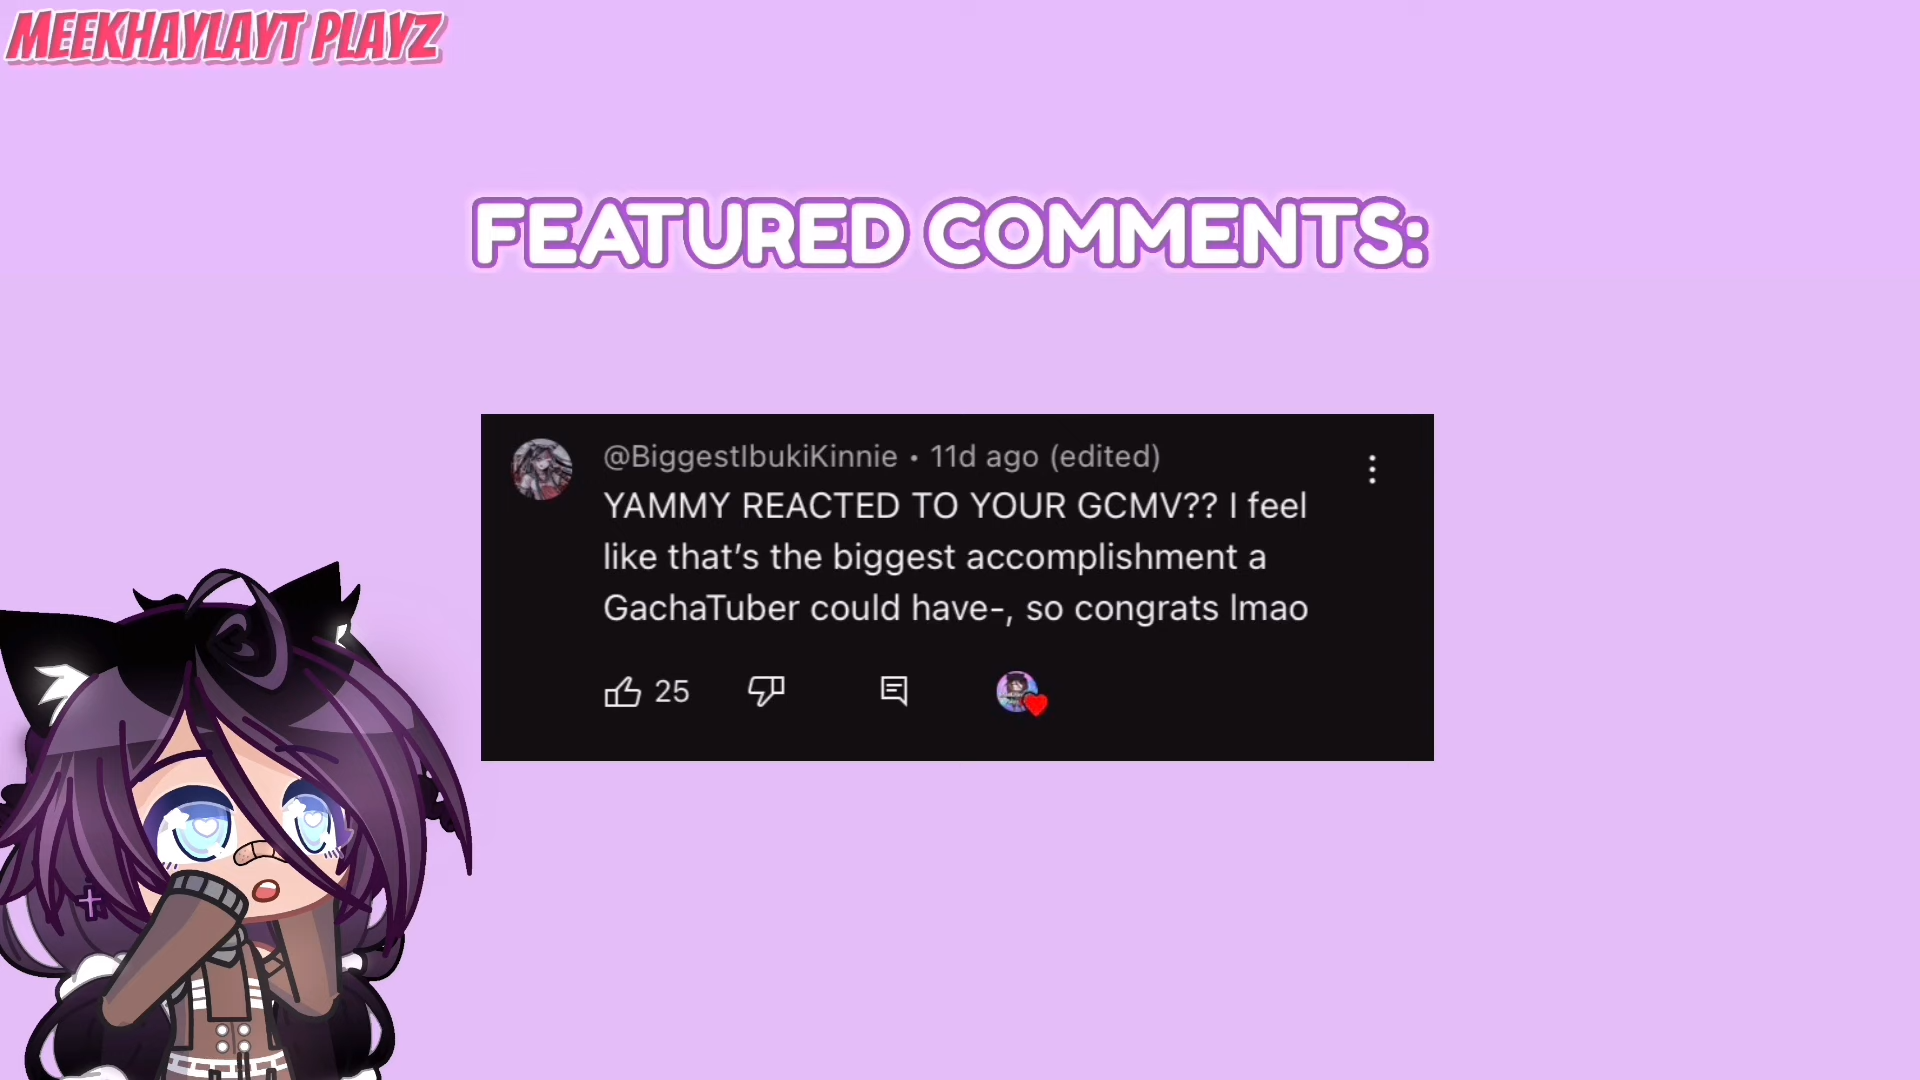 MEEKHAYLAYT PLAYZ
FEATURED COMMENTS:
@BiggestIbukiKinnie • 11d ago (edited)
YAMMY REACTED TO YOUR GCMV?? I feel
like that’s the biggest accomplishment a
GachaTuber could have-, so congrats lmao
25